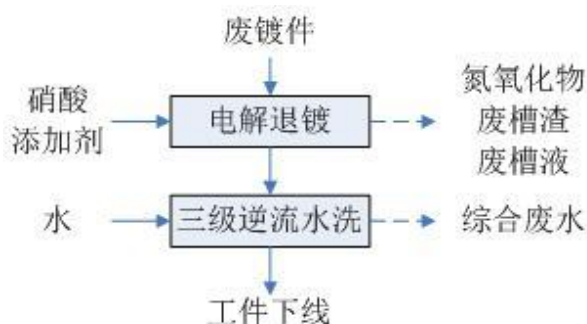 废镀件
硝酸
添加剂
电解退镀
氮氧化物
废槽渣
废槽液
水
三级逆流水洗
综合废水
工件下线